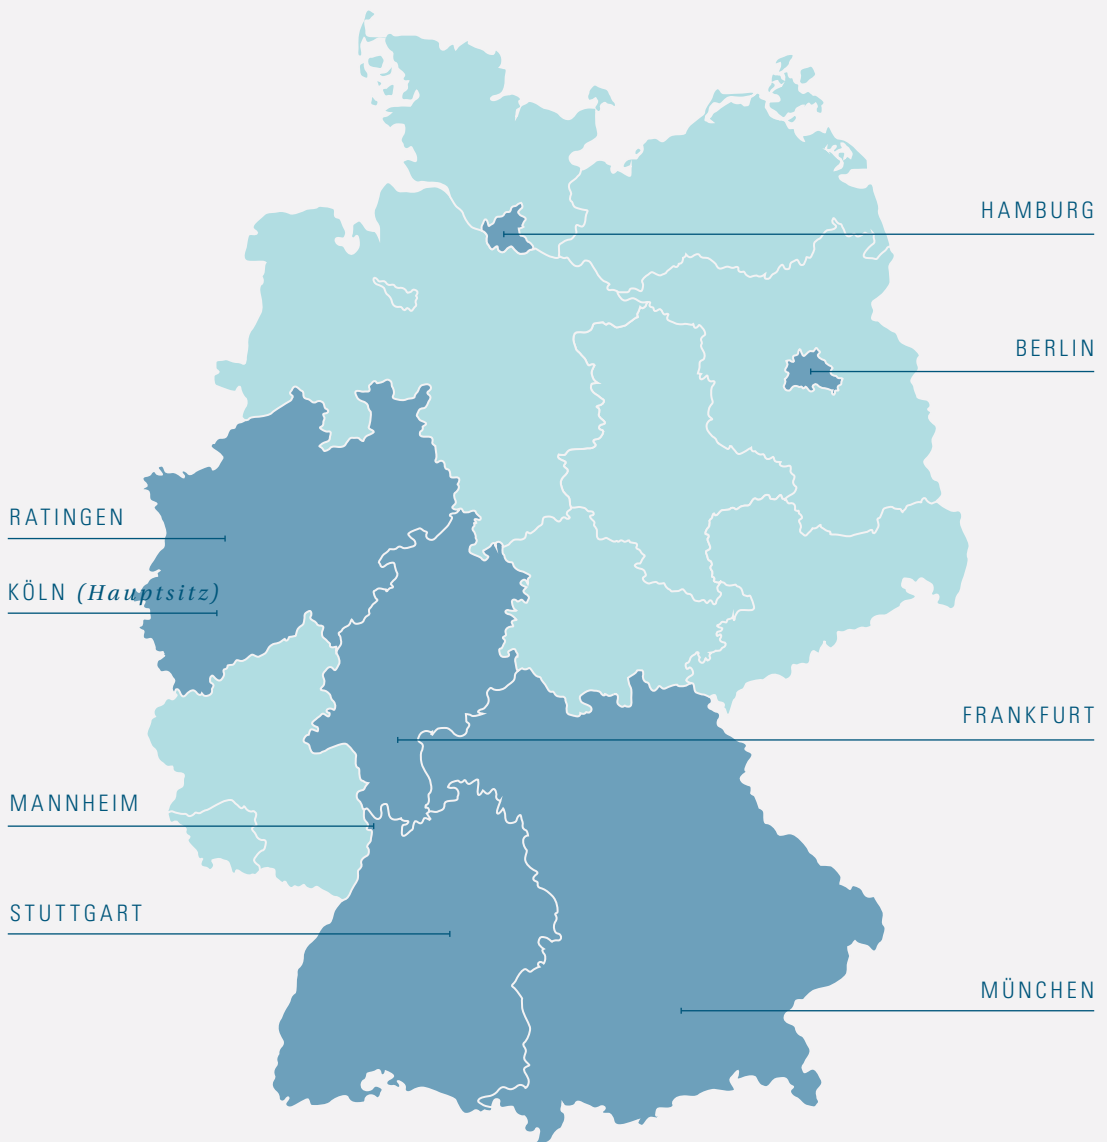 HAMBURG
BERLIN
RATINGEN
KÖLN (Hauptsitz)
FRANKFURT
MANNHEIM
STUTTGART
MÜNCHEN